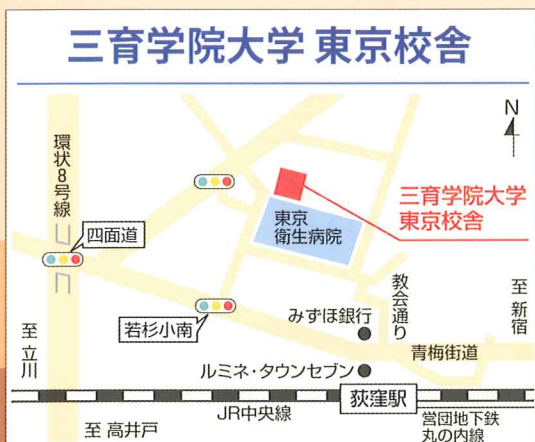 三育学院大学 東京校舎
N
環状8号線
四面道
三育学院大学
東京校舎
東京
衛生病院
教会通り
至 新宿
若杉小南
みずほ銀行
青梅街道
至 立川
ルミネ・タウンセブン
荻窪駅
JR中央線
至 高井戸
営団地下鉄
丸の内線